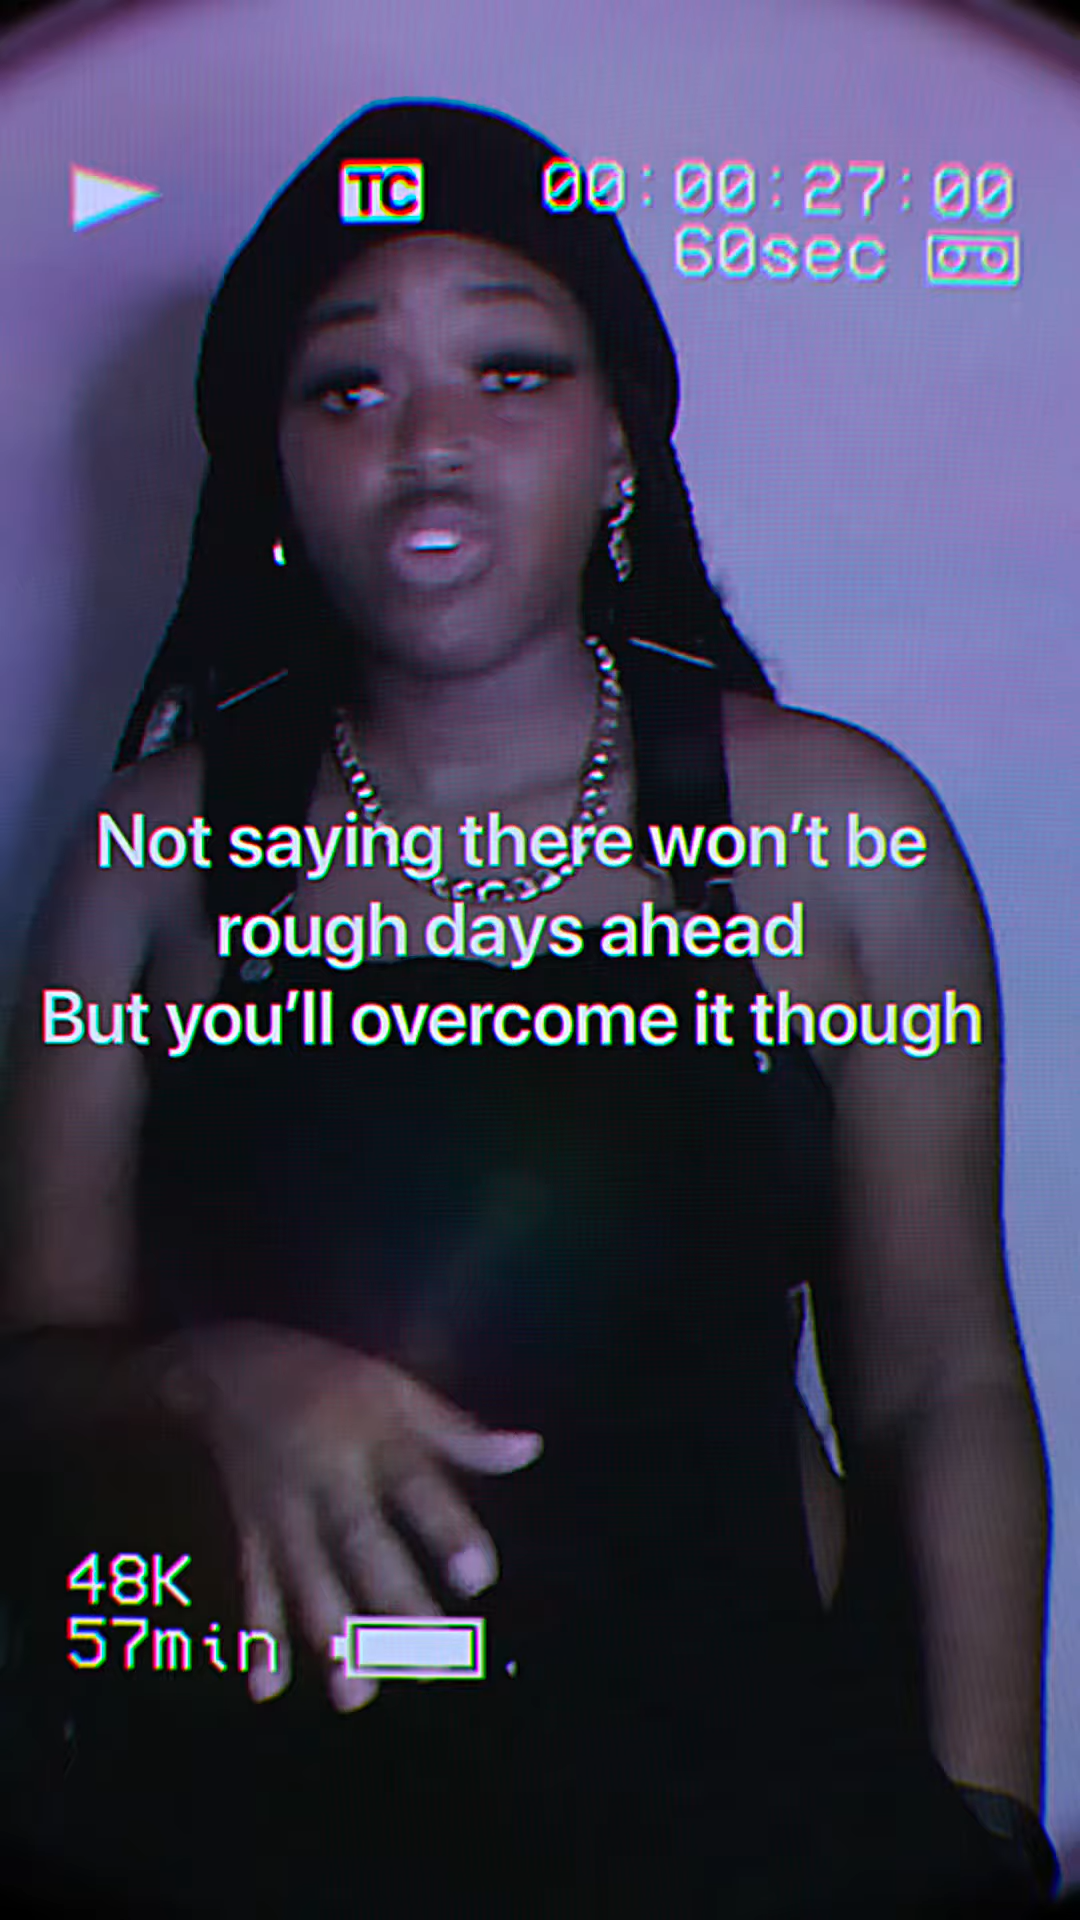 TC 00:00:27:00
60sec
Not saying there won’t be
rough days ahead
But you’ll overcome it though
48K
57min